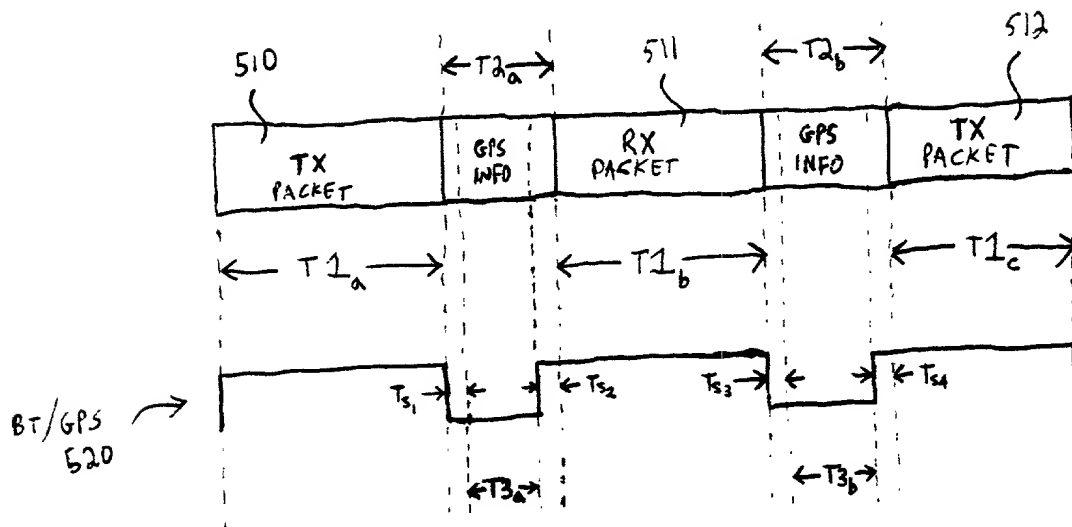 510
T2a
511
T2b
512
TX
PACKET
GPS
INFO
RX
PACKET
GPS
INFO
TX
PACKET
T1a
T1b
T1c
Ts1
Ts2
Ts3
Ts4
BT/GPS
520
T3a
T3b